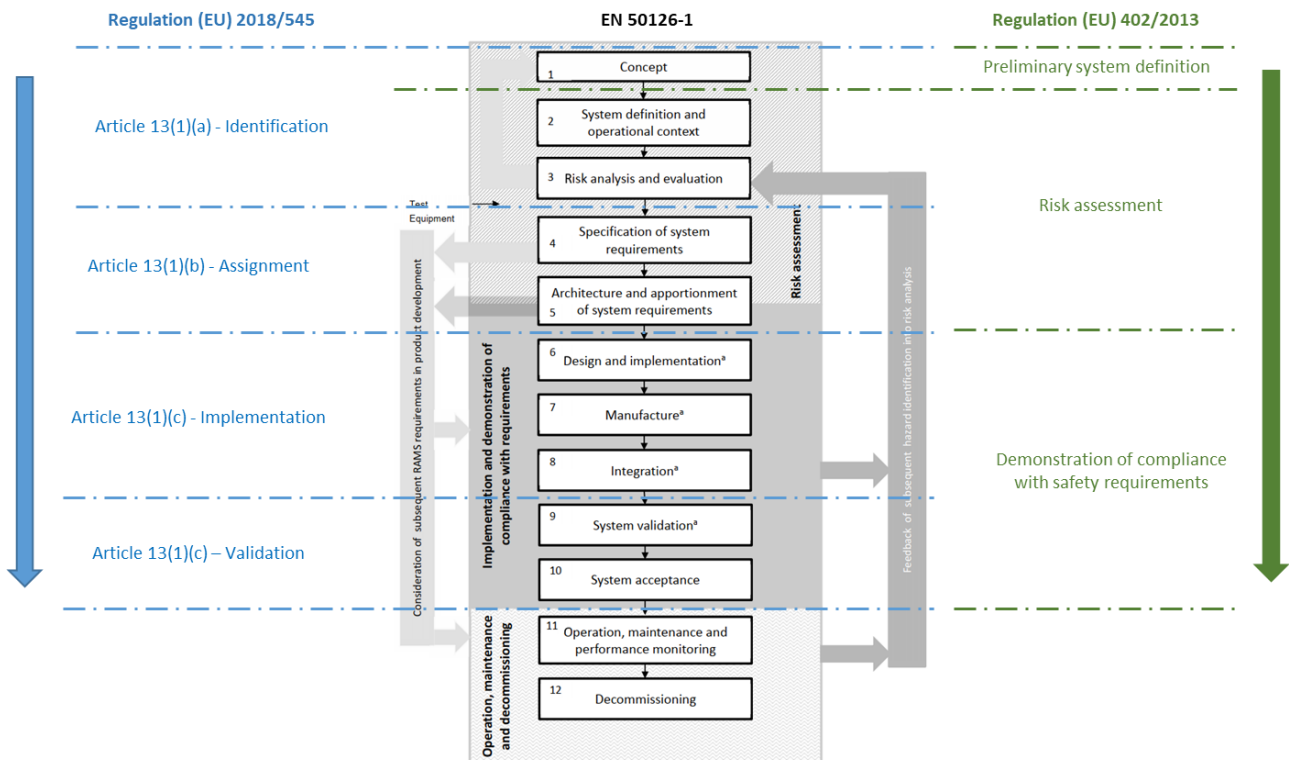 Regulation (EU) 2018/545
EN 50126-1
Regulation (EU) 402/2013
Article 13(1)(a) - Identification
Article 13(1)(b) - Assignment
Article 13(1)(c) - Implementation
Article 13(1)(c) – Validation
Test
Equipment
Consideration of subsequent RAMS requirements in product development
1
Concept
2
System definition and
operational context
3
Risk analysis and evaluation
4
Specification of system
requirements
Architecture and apportionment
5
of system requirements
6
Design and implementationᵃ
7
Manufactureᵃ
8
Integrationᵃ
9
System validationᵃ
10
System acceptance
11
Operation, maintenance and
performance monitoring
12
Decommissioning
Risk assessment
Implementation and demonstration of
compliance with requirements
Operation, maintenance
and decommissioning
Feedback of subsequent hazard identification into risk analysis
Preliminary system definition
Risk assessment
Demonstration of compliance
with safety requirements